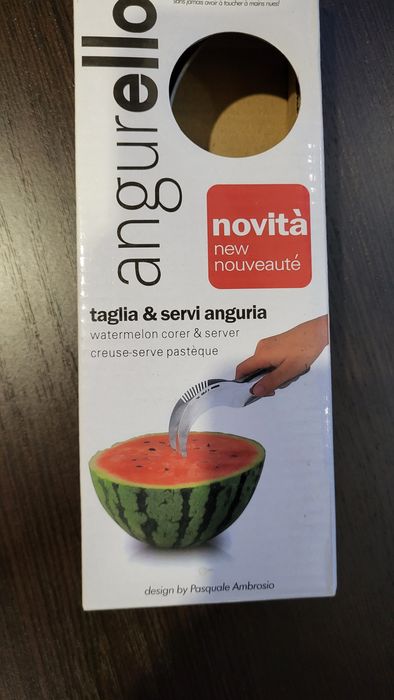 sans jamais avoir à toucher à mains nues!
angurello
novità
new
nouveauté
taglia & servi anguria
watermelon corer & server
creuse-serve pastèque
design by Pasquale Ambrosio